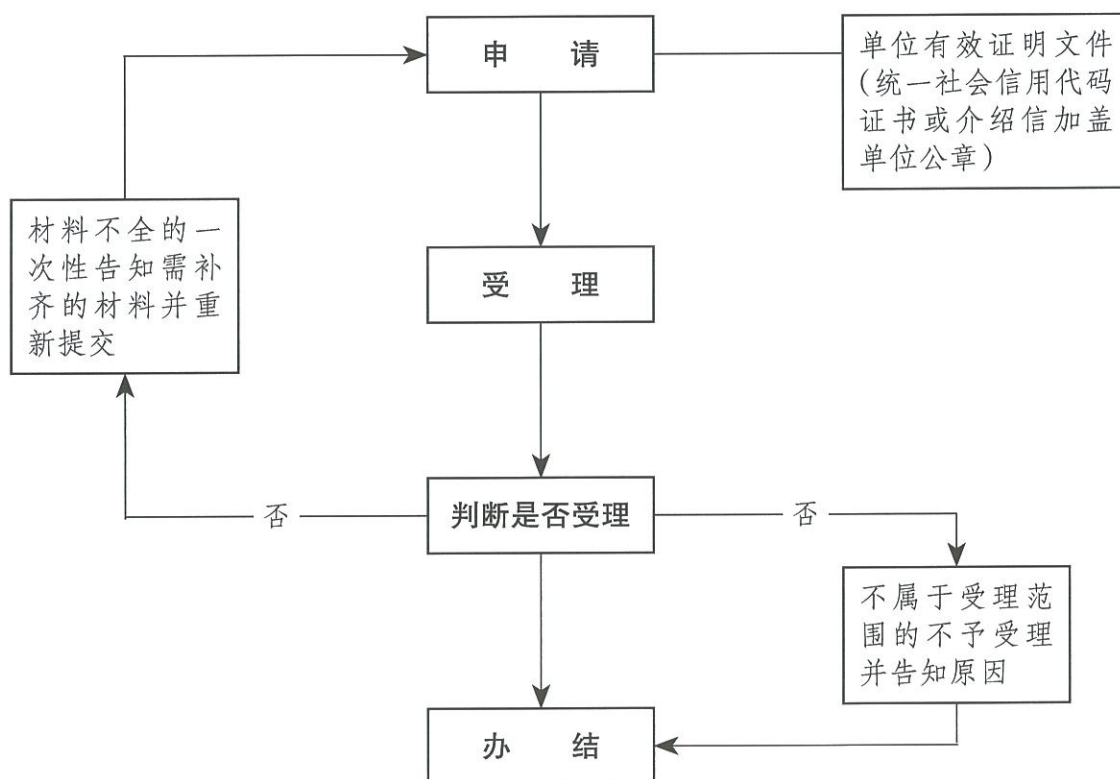 申 请
单位有效证明文件
(统一社会信用代码
证书或介绍信加盖
单位公章)
材料不全的一
次性告知需补
齐的材料并重
新提交
受 理
否
判断是否受理
否
不属于受理范
围的不予受理
并告知原因
办 结